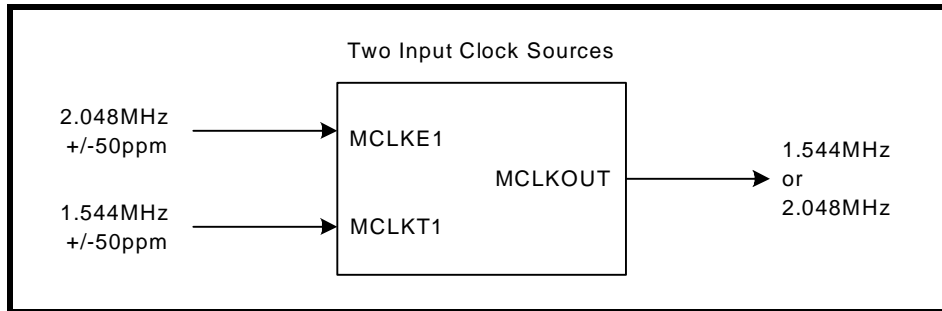 Two Input Clock Sources
2.048MHz
+/-50ppm
MCLKE1
MCLKOUT
1.544MHz
or
2.048MHz
1.544MHz
+/-50ppm
MCLKT1